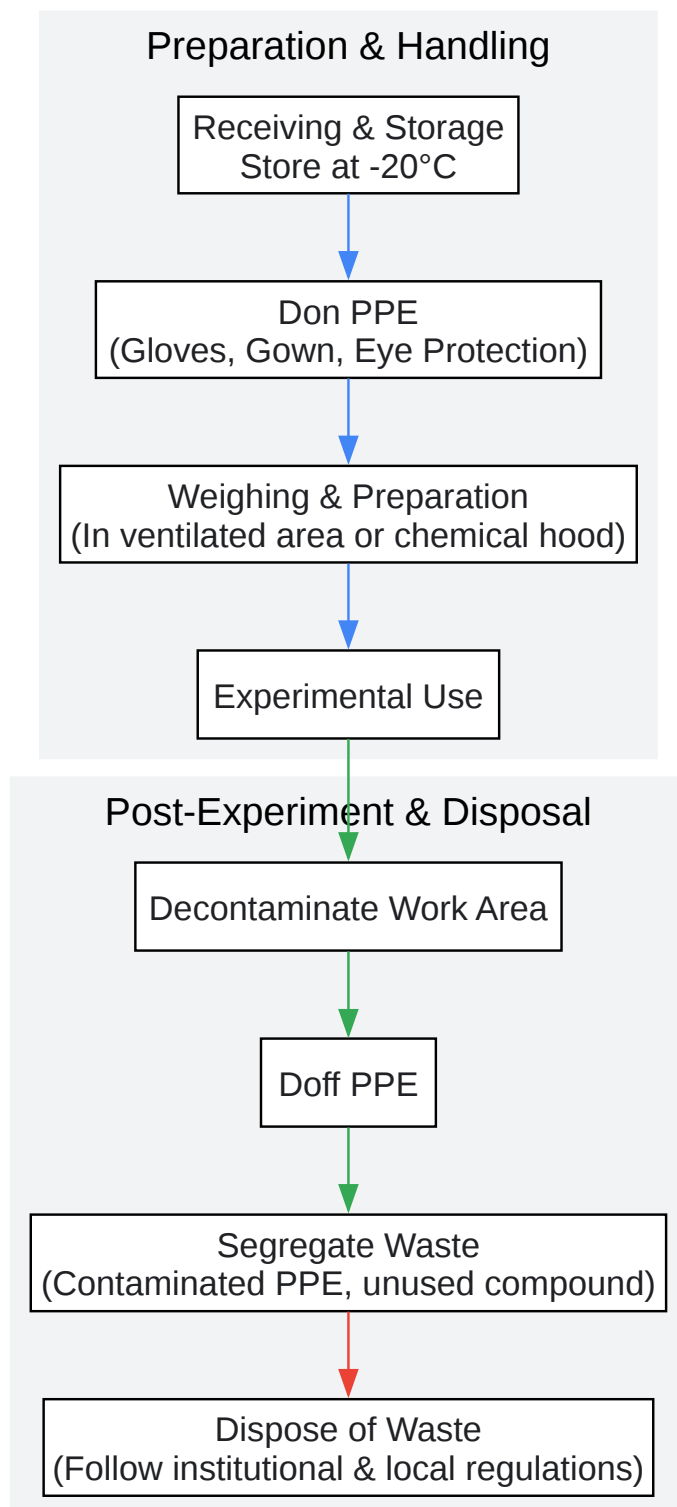 Preparation & Handling
Receiving & Storage
Store at -20°C
Don PPE
(Gloves, Gown, Eye Protection)
Weighing & Preparation
(In ventilated area or chemical hood)
Experimental Use
Post-Experiment & Disposal
Decontaminate Work Area
Doff PPE
Segregate Waste
(Contaminated PPE, unused compound)
Dispose of Waste
(Follow institutional & local regulations)